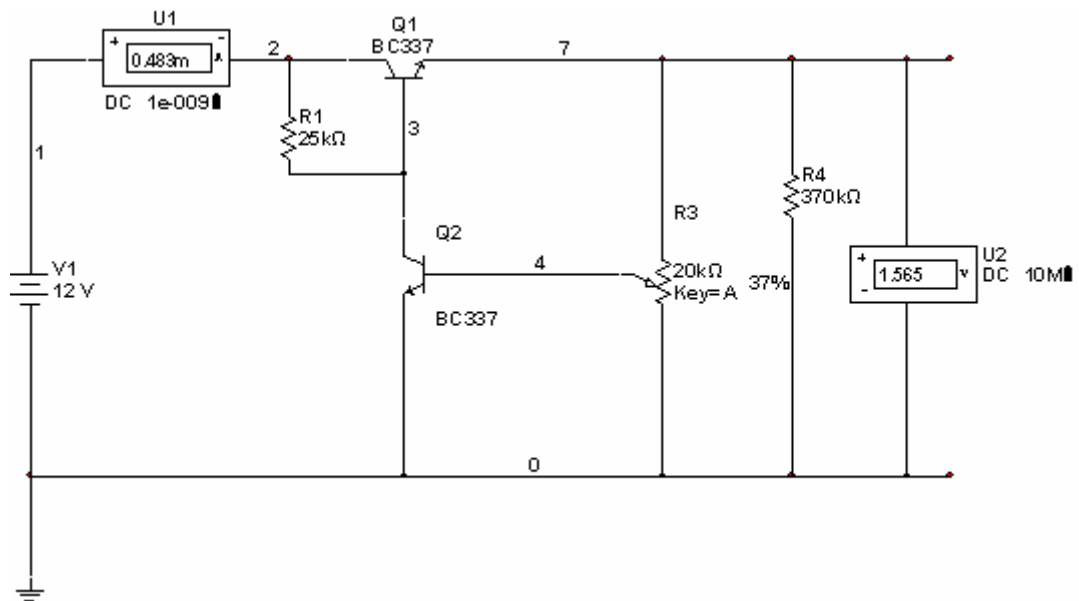 U1
+ -
0.483m A
DC 1e-009
2
Q1
BC337
7
R1
25kΩ
3
1
R4
370kΩ
R3
Q2
4
20kΩ
Key=A
37%
U2
+
1.565 V
-
DC 10M
V1
12 V
BC337
0